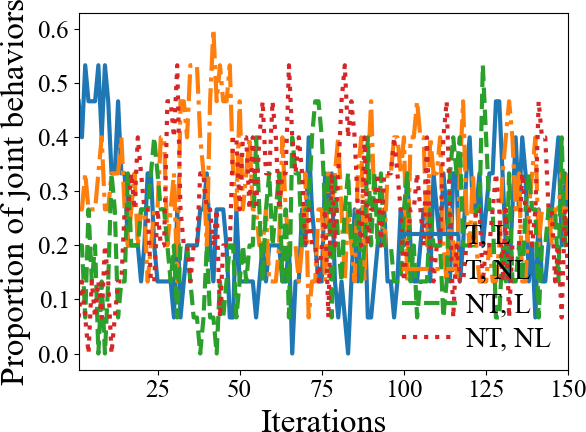 Proportion of joint behaviors
0.6
0.5
0.4
0.3
0.2
0.1
0.0
T, L
T, NL
NT, L
NT, NL
25 50 75 100 125 150
Iterations